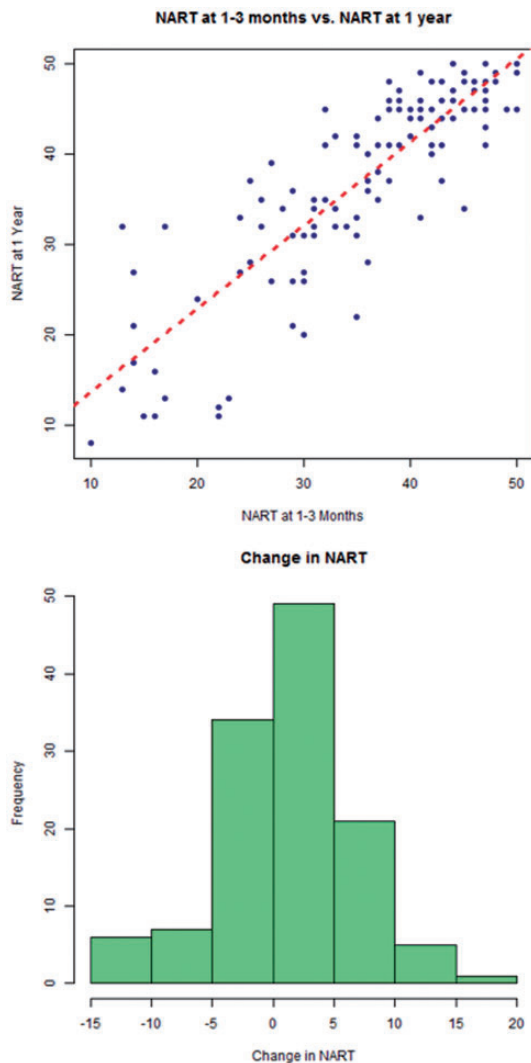 NART at 1-3 months vs. NART at 1 year
50
40
30
20
10
NART at 1 Year
10 20 30 40 50
NART at 1-3 Months
Change in NART
50
40
30
20
10
0
Frequency
-15 -10 -5 0 5 10 15 20
Change in NART